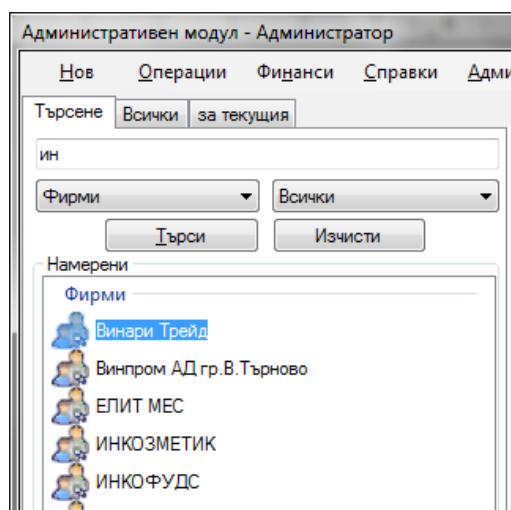 Административен модул - Администратор
Нов Операции Финанси Справки
Търсене Всички за текущия
ин
Фирми Всички
Търси Изчисти
Намерени
Фирми
Винари Трейд
Винпром АД гр.В.Търново
ЕЛИТ МЕС
ИНКОЗМЕТИК
ИНКОФУДС